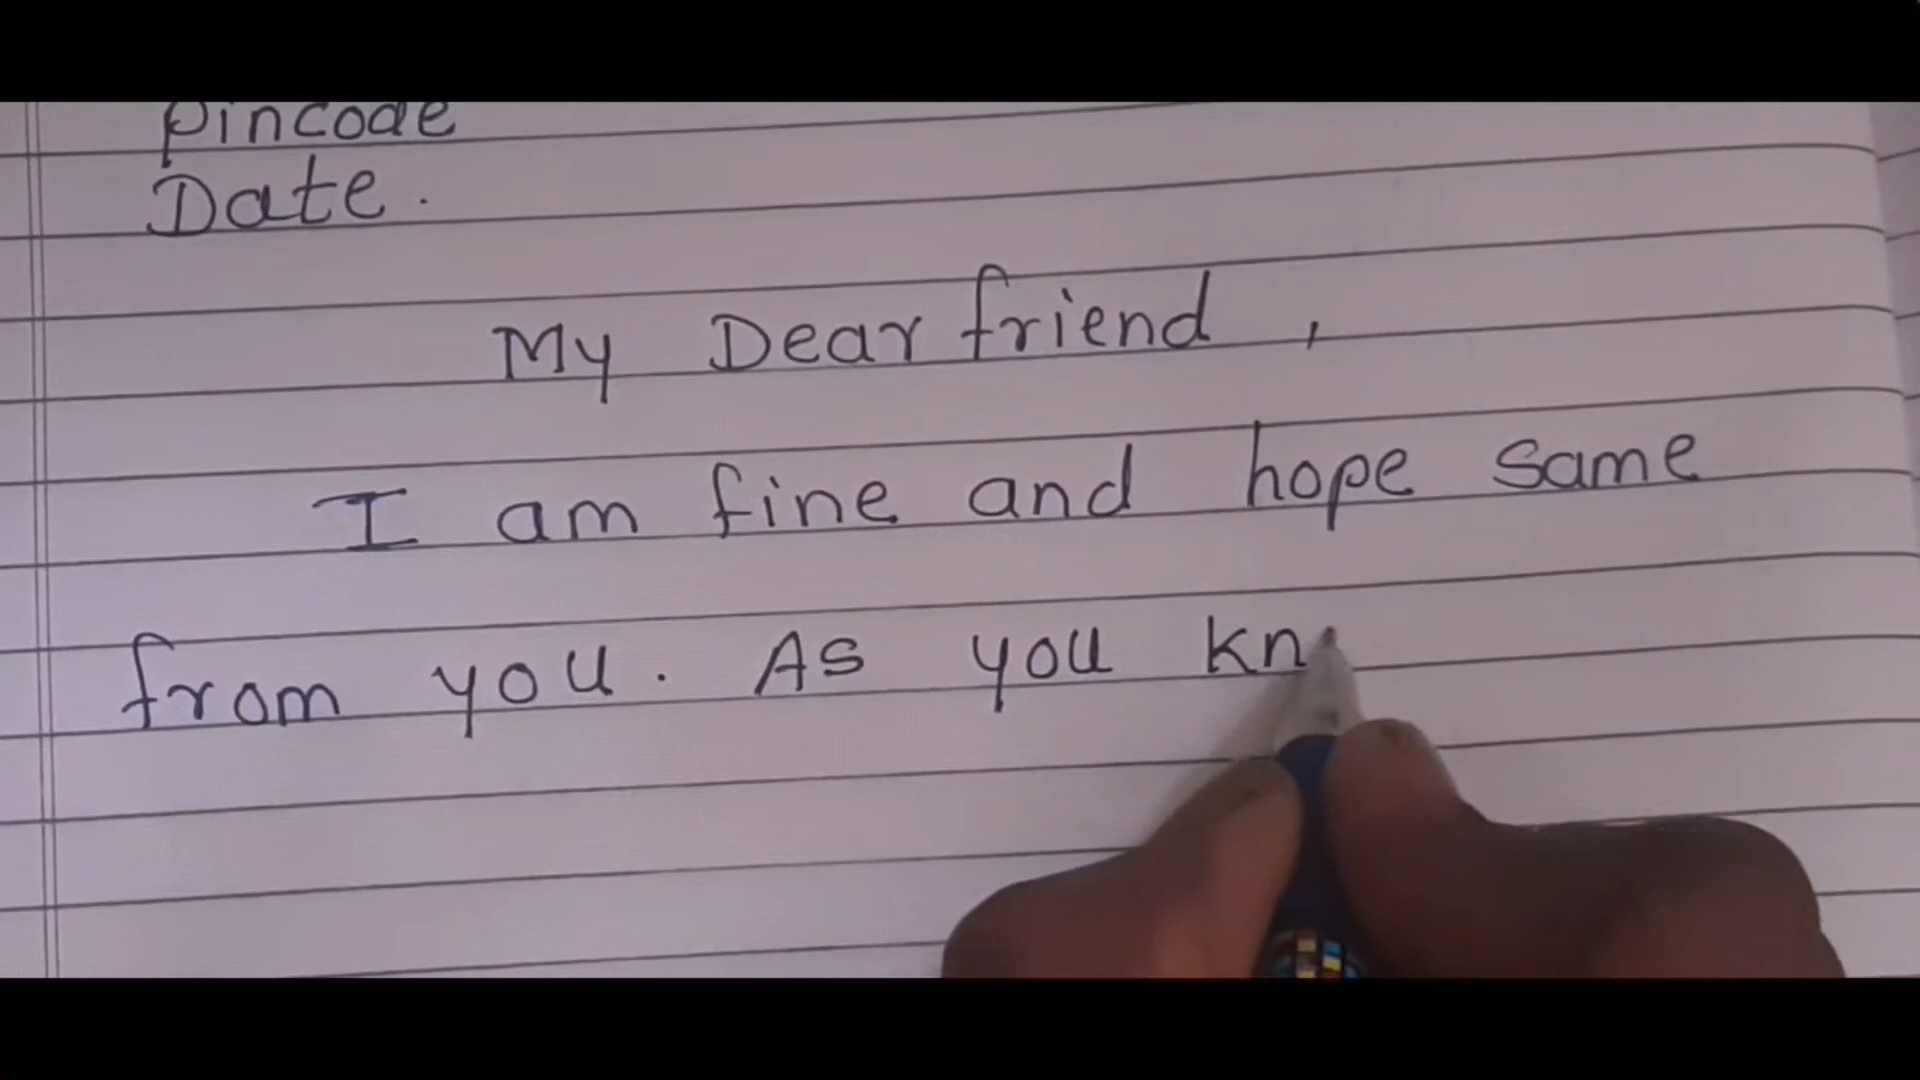 Pincode
Date.
My Dear friend,
I am fine and hope same
from you. As you kn